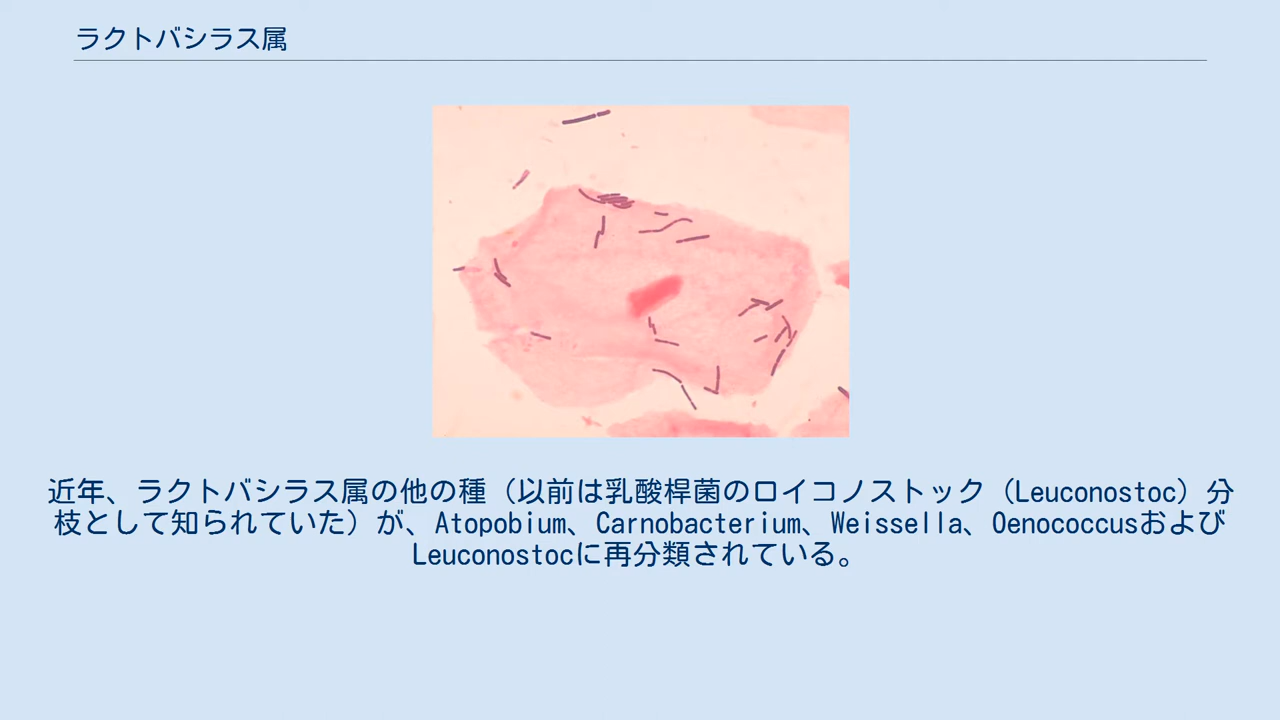 ラクトバシラス属
近年、ラクトバシラス属の他の種（以前は乳酸桿菌のロイコノストック（Leuconostoc）分
枝として知られていた）が、Atopobium、Carnobacterium、Weissella、Oenococcusおよび
Leuconostocに再分類されている。